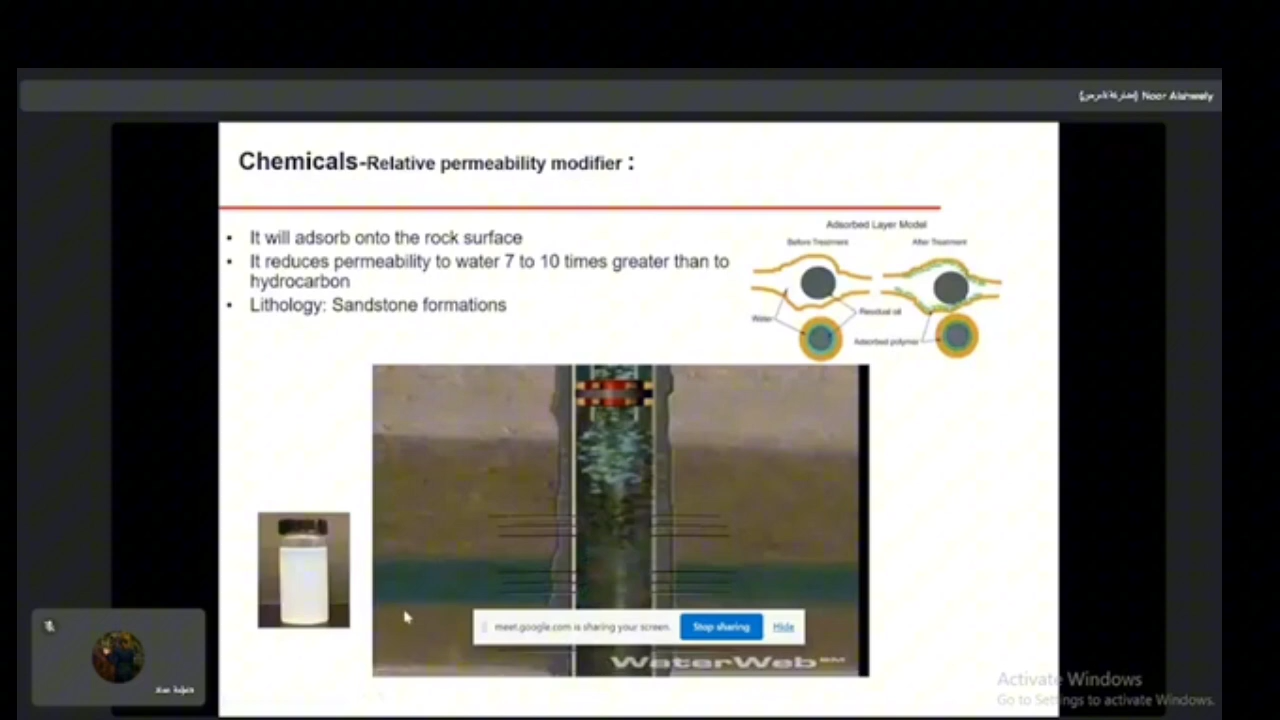 Noor Alshwely
Chemicals-Relative permeability modifier :
• It will adsorb onto the rock surface
• It reduces permeability to water 7 to 10 times greater than to
hydrocarbon
• Lithology: Sandstone formations
Adsorbed Layer Model
Before Treatment
After Treatment
Water
Residual oil
Adsorbed polymer
meet.google.com is sharing your screen.
Stop sharing
Hide
WaterWeb
Activate Windows
Go to Settings to activate Windows.